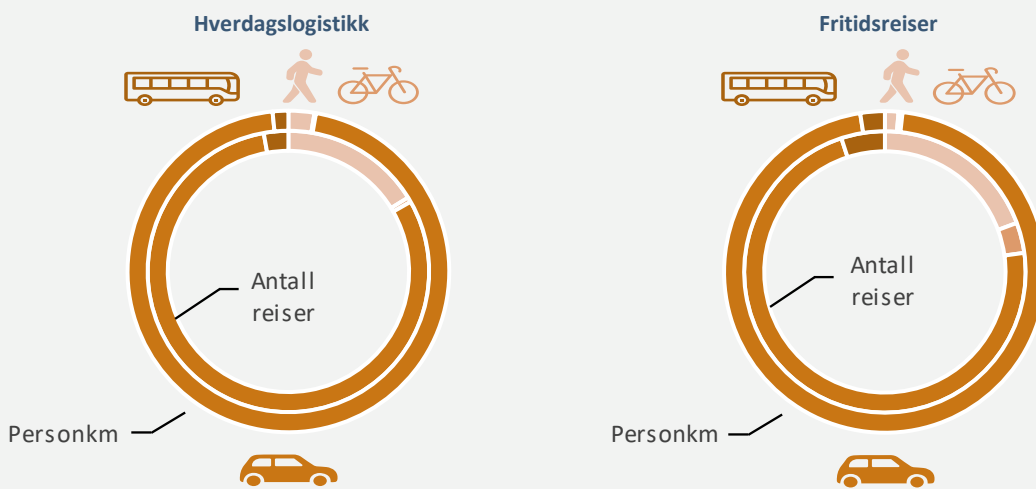 Hverdagslogistikk
Antall
reiser
Personkm
Fritidsreiser
Antall
reiser
Personkm